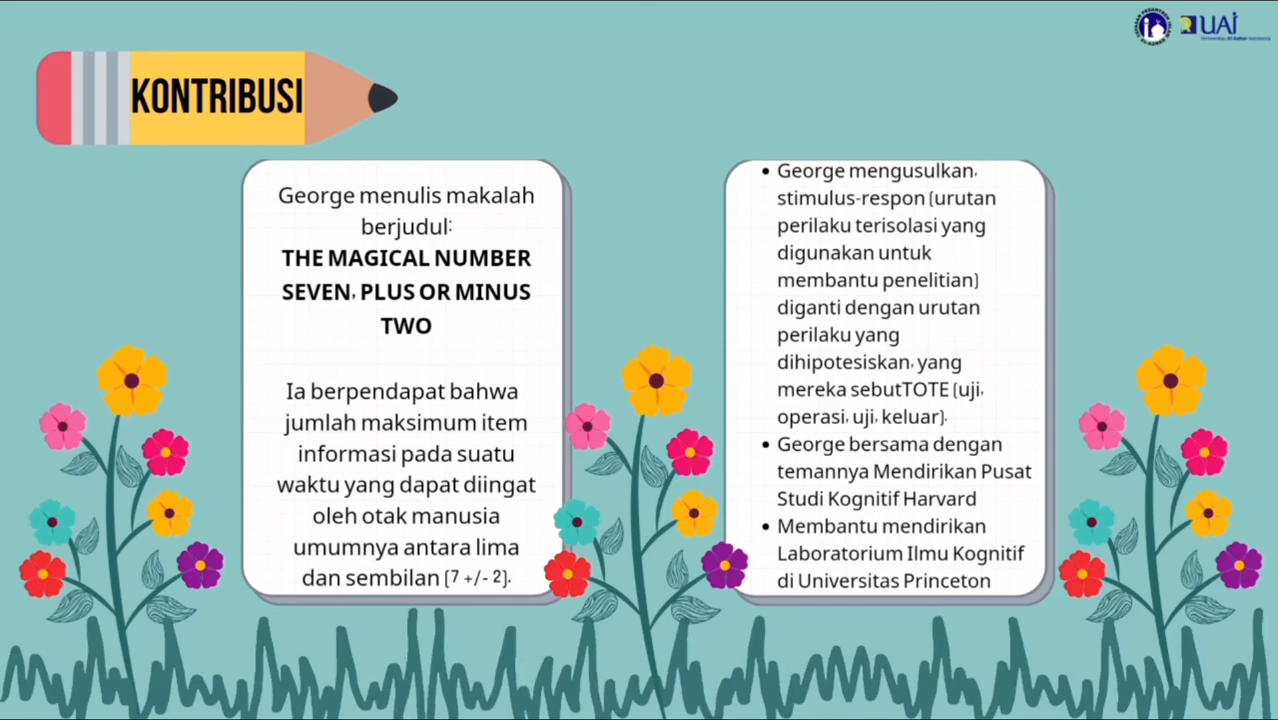 UAI
Universitas Al-Azhar Indonesia
KONTRIBUSI
George menulis makalah
berjudul:
THE MAGICAL NUMBER
SEVEN, PLUS OR MINUS
TWO
Ia berpendapat bahwa
jumlah maksimum item
informasi pada suatu
waktu yang dapat diingat
oleh otak manusia
umumnya antara lima
dan sembilan (7 +/- 2).
• George mengusulkan,
stimulus-respon (urutan
perilaku terisolasi yang
digunakan untuk
membantu penelitian)
diganti dengan urutan
perilaku yang
dihipotesiskan, yang
mereka sebutTOTE (uji,
operasi, uji, keluar).
• George bersama dengan
temannya Mendirikan Pusat
Studi Kognitif Harvard
• Membantu mendirikan
Laboratorium Ilmu Kognitif
di Universitas Princeton